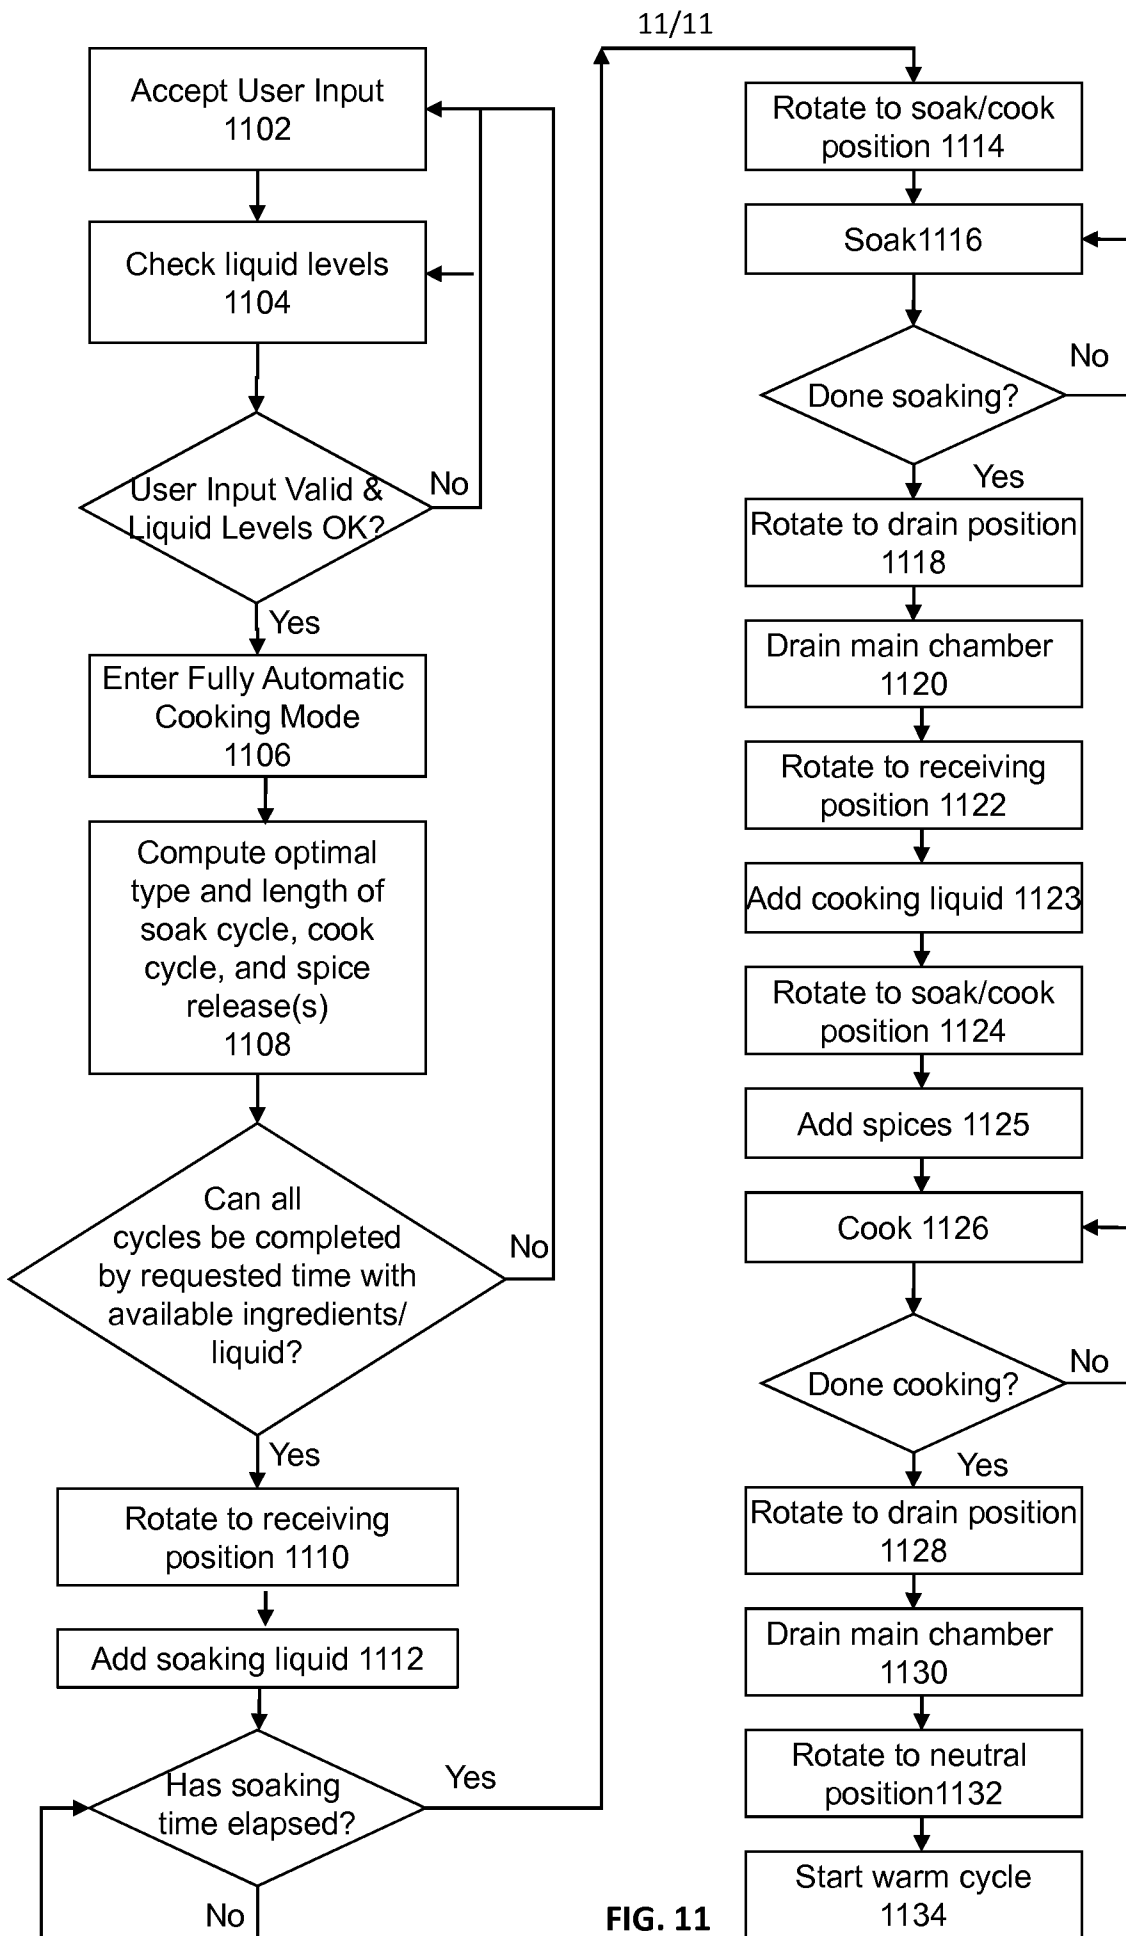 11/11
Accept User Input
1102
Check liquid levels
1104
User Input Valid &
Liquid Levels OK?
No
Yes
Enter Fully Automatic
Cooking Mode
1106
Compute optimal
type and length of
soak cycle, cook
cycle, and spice
release(s)
1108
Can all
cycles be completed
by requested time with
available ingredients/
liquid?
No
Yes
Rotate to receiving
position 1110
Add soaking liquid 1112
Has soaking
time elapsed?
Yes
No
Rotate to soak/cook
position 1114
Soak1116
Done soaking?
No
Yes
Rotate to drain position
1118
Drain main chamber
1120
Rotate to receiving
position 1122
Add cooking liquid 1123
Rotate to soak/cook
position 1124
Add spices 1125
Cook 1126
Done cooking?
No
Yes
Rotate to drain position
1128
Drain main chamber
1130
Rotate to neutral
position1132
Start warm cycle
1134
FIG. 11